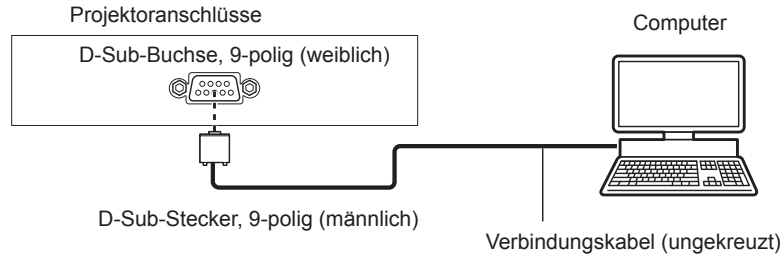 Projektoranschlüsse
Computer
D-Sub-Buchse, 9-polig (weiblich)
D-Sub-Stecker, 9-polig (männlich)
Verbindungskabel (ungekreuzt)